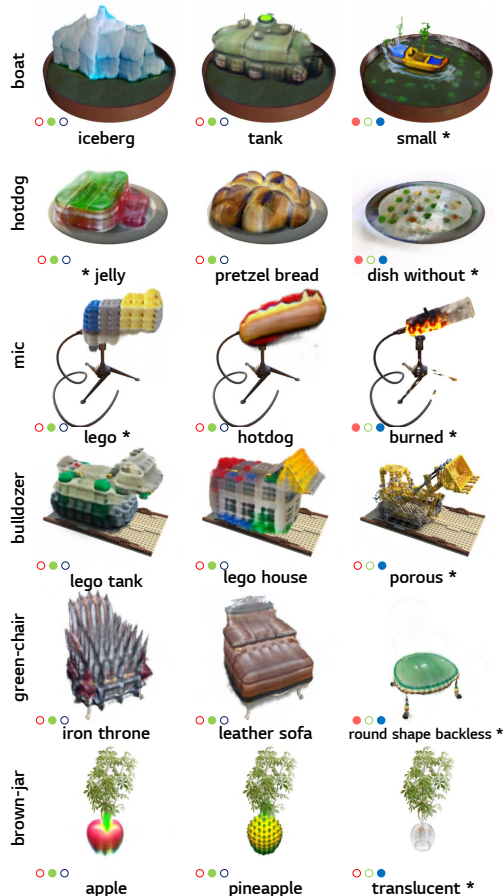 boat
iceberg
tank
small *
hotdog
* jelly
pretzel bread
dish without *
mic
lego *
hotdog
burned *
bulldozer
lego tank
lego house
porous *
green-chair
iron throne
leather sofa
round shape backless *
brown-jar
apple
pineapple
translucent *